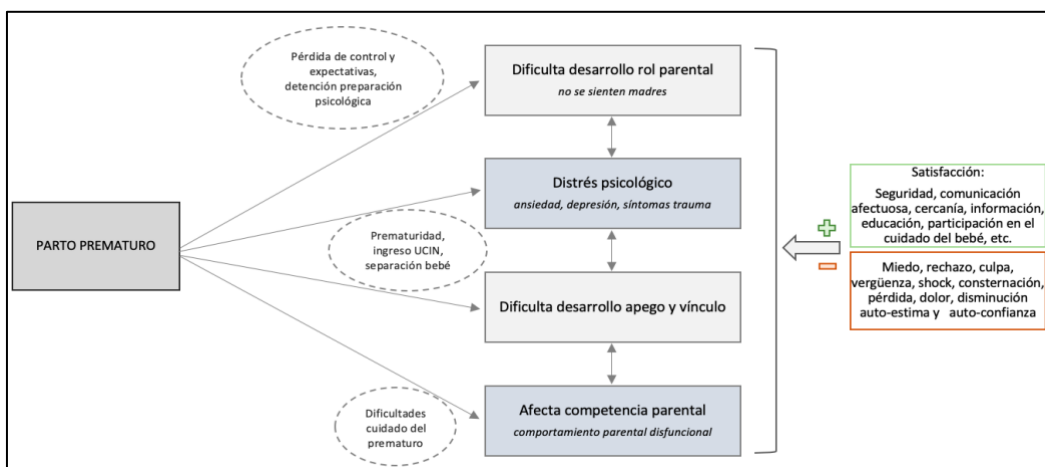 Pérdida de control y
expectativas,
detención preparación
psicológica
Dificulta desarrollo rol parental
no se sienten madres
Distrés psicológico
ansiedad, depresión, síntomas trauma
PARTO PREMATURO
Prematuridad,
ingreso UCIN,
separación bebé
Dificulta desarrollo apego y vínculo
Dificultades
cuidado del
prematuro
Afecta competencia parental
comportamiento parental disfuncional
Satisfacción:
Seguridad, comunicación
afectuosa, cercanía, información,
educación, participación en el
cuidado del bebé, etc.
Miedo, rechazo, culpa,
vergüenza, shock, consternación,
pérdida, dolor, disminución
auto-estima y auto-confianza